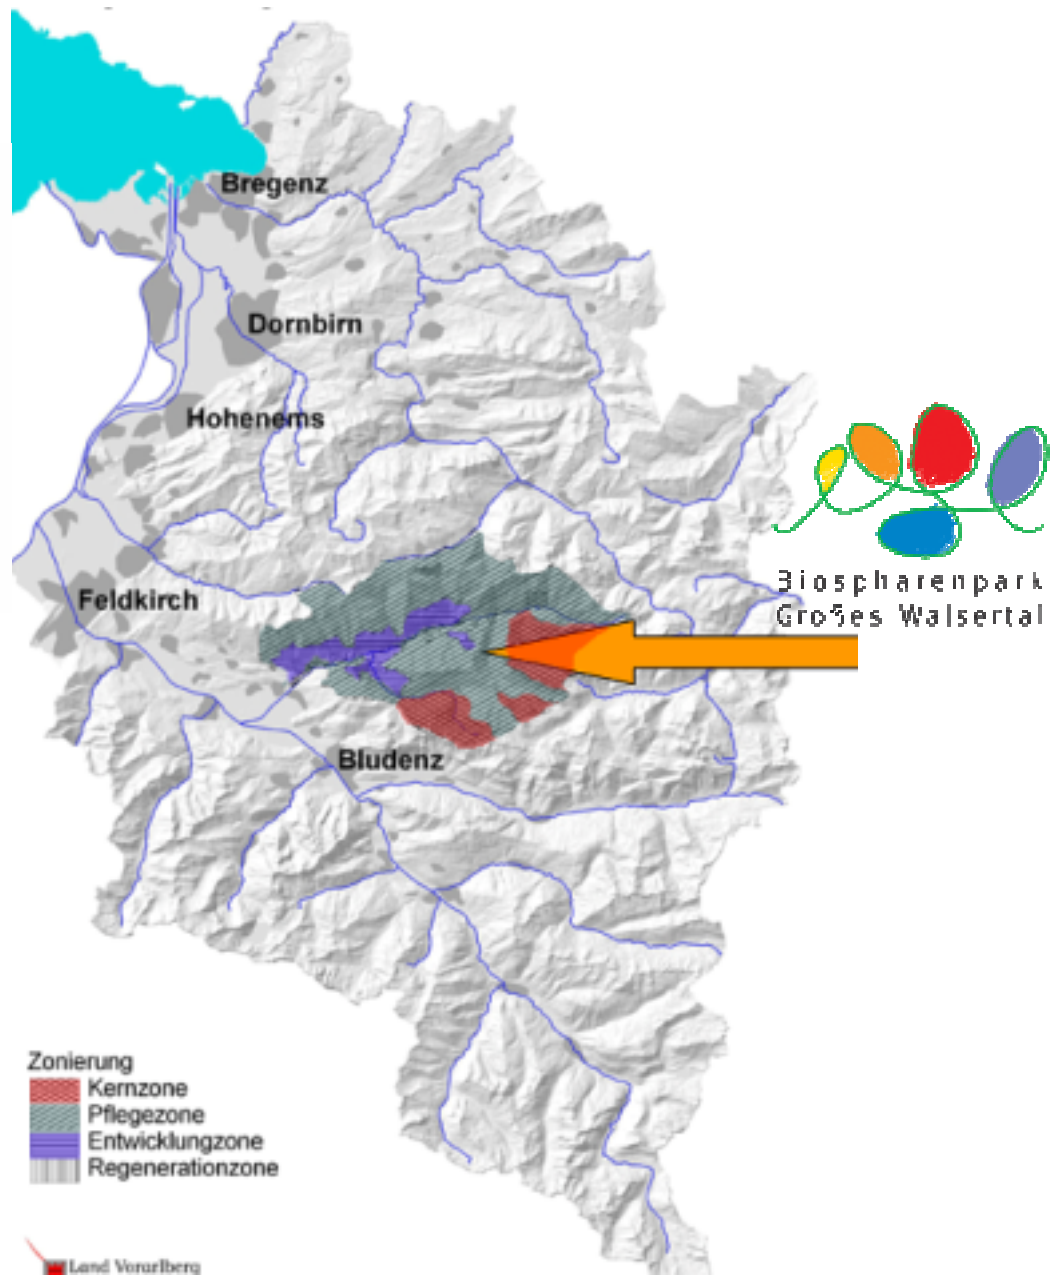 Bregenz
Dornbirn
Hohenems
Biospharenpark
Großes Walsertal
Feldkirch
Bludenz
Zonierung
Kernzone
Pflegezone
Entwicklungzone
Regenerationzone
Land Vorarlberg